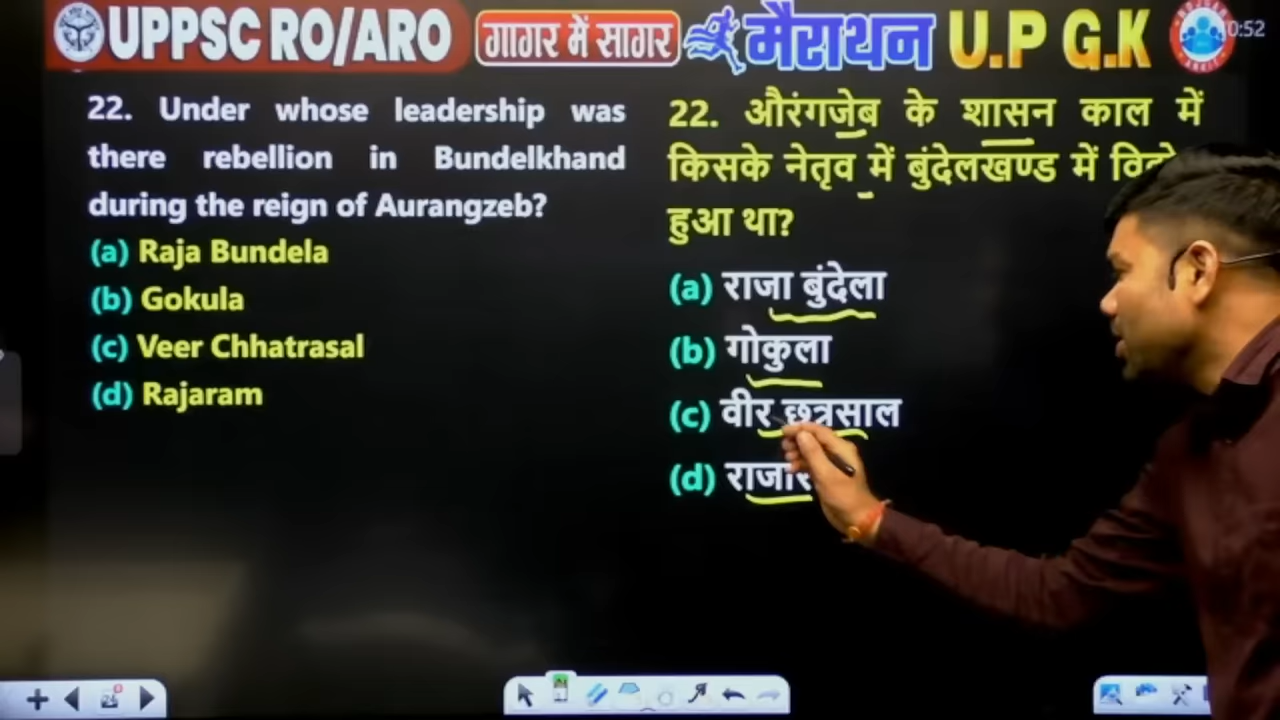 UPPSC RO/ARO
गागर में सागर
मैराथन
U.P G.K
0:52
22. Under whose leadership was
there rebellion in Bundelkhand
during the reign of Aurangzeb?
(a) Raja Bundela
(b) Gokula
(c) Veer Chhatrasal
(d) Rajaram
22. औरंगजेब के शासन काल में
किसके नेतृव में बुंदेलखण्ड में
हुआ था?
(a) राजा बुंदेला
(b) गोकुला
(c) वीर छत्रसाल
(d)